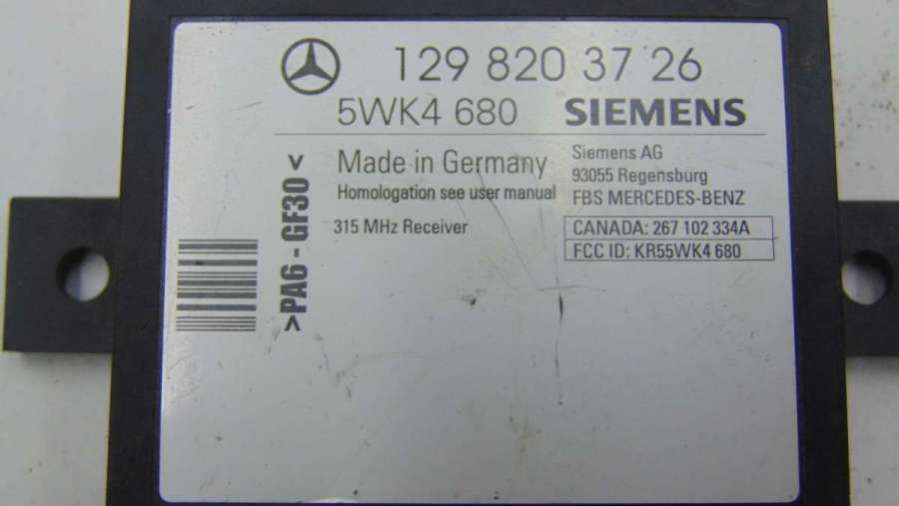 129 820 37 26
5WK4 680 SIEMENS
Made in Germany
Homologation see user manual
315 MHz Receiver
Siemens AG
93055 Regensburg
FBS MERCEDES-BENZ
CANADA: 267 102 334A
FCC ID: KR55WK4 680
>PA6 - GF30<